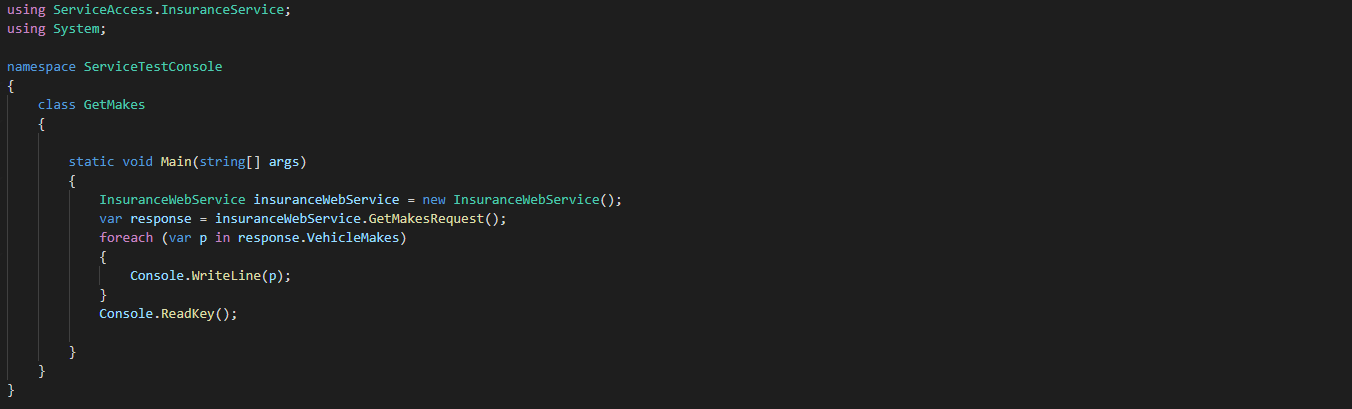 using ServiceAccess.InsuranceService;
using System;

namespace ServiceTestConsole
{
    class GetMakes
    {

        static void Main(string[] args)
        {
            InsuranceWebService insuranceWebService = new InsuranceWebService();
            var response = insuranceWebService.GetMakesRequest();
            foreach (var p in response.VehicleMakes)
            {
                Console.WriteLine(p);
            }
            Console.ReadKey();

        }
    }
}